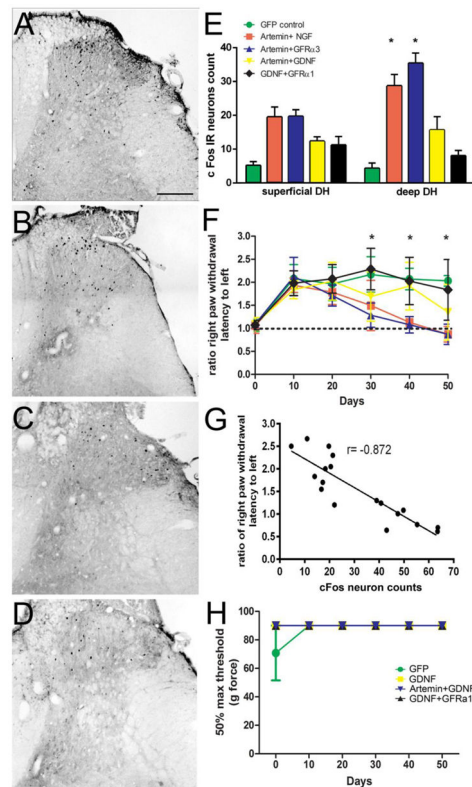 A
B
C
D
E
GFP control
Artemin+ NGF
Artemin+GFRα3
Artemin+GDNF
GDNF+GFRα1
c Fos IR neurons count
40
30
20
10
0
* *
superficial DH
deep DH
F
ratio right paw withdrawal
latency to left
3.0
2.5
2.0
1.5
1.0
0.5
0.0
* * *
0 10 20 30 40 50
Days
G
ratio of right paw withdrawal
latency to left
3.0
2.5
2.0
1.5
1.0
0.5
0.0
r= -0.872
0 10 20 30 40 50 60 70
cFos neuron counts
H
50% max threshold
(g force)
100
80
60
40
20
0
GFP
GDNF
Artemin+GDNF
GDNF+GFRa1
0 10 20 30 40 50
Days